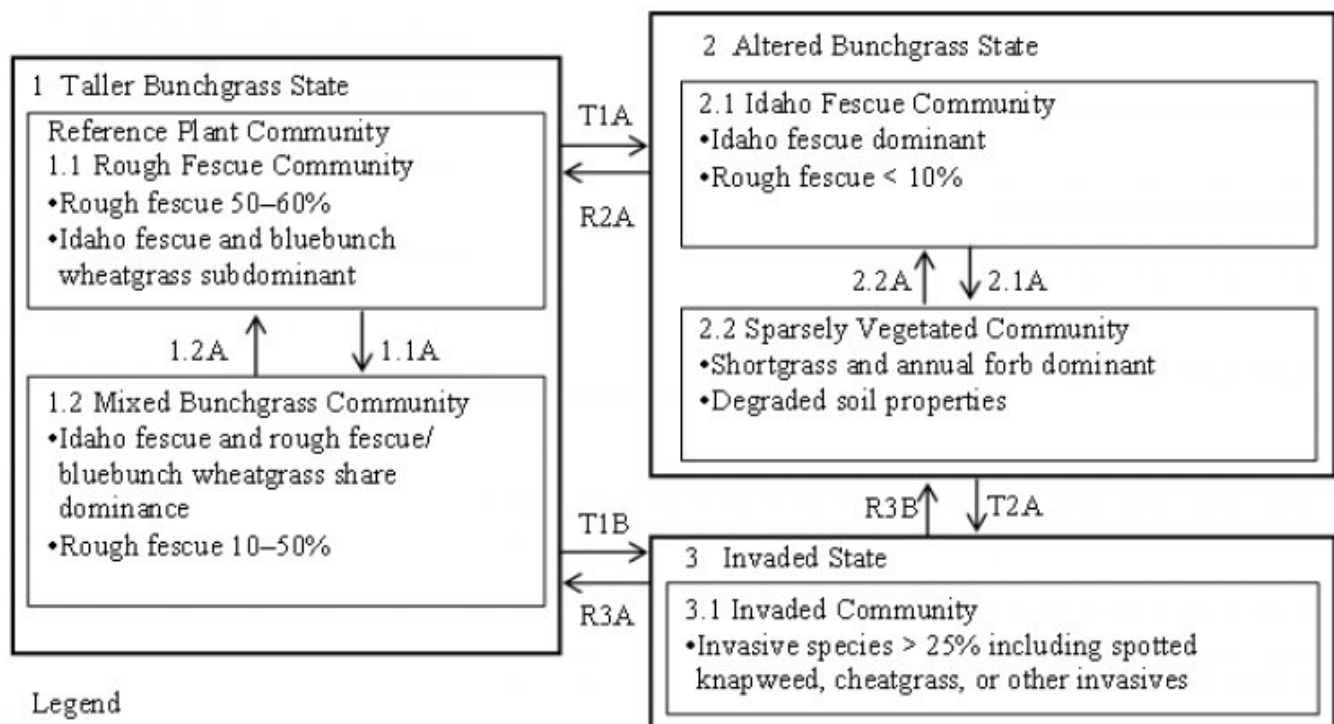 1 Taller Bunchgrass State
Reference Plant Community
1.1 Rough Fescue Community
•Rough fescue 50–60%
•Idaho fescue and bluebunch
wheatgrass subdominant
1.2A
1.1A
1.2 Mixed Bunchgrass Community
•Idaho fescue and rough fescue/
bluebunch wheatgrass share
dominance
•Rough fescue 10–50%
T1A
R2A
2 Altered Bunchgrass State
2.1 Idaho Fescue Community
•Idaho fescue dominant
•Rough fescue < 10%
2.2A
2.1A
2.2 Sparsely Vegetated Community
•Shortgrass and annual forb dominant
•Degraded soil properties
R3B
T2A
T1B
R3A
3 Invaded State
3.1 Invaded Community
•Invasive species > 25% including spotted
knapweed, cheatgrass, or other invasives
Legend